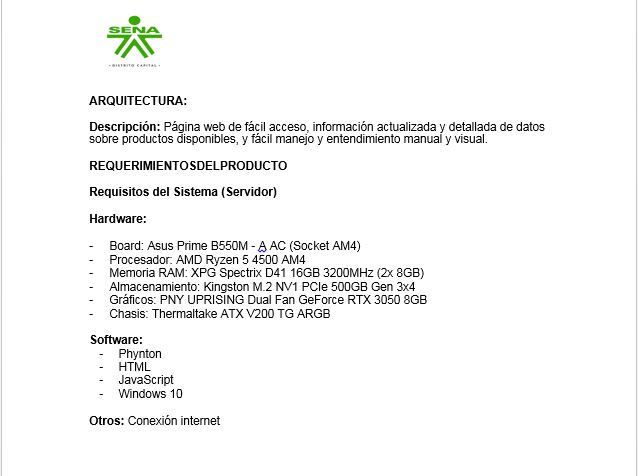 SENA
• DISTRITO CAPITAL •
ARQUITECTURA:
Descripción: Página web de fácil acceso, información actualizada y detallada de datos
sobre productos disponibles, y fácil manejo y entendimiento manual y visual.
REQUERIMIENTOSDELPRODUCTO
Requisitos del Sistema (Servidor)
Hardware:
- Board: Asus Prime B550M - A AC (Socket AM4)
- Procesador: AMD Ryzen 5 4500 AM4
- Memoria RAM: XPG Spectrix D41 16GB 3200MHz (2x 8GB)
- Almacenamiento: Kingston M.2 NV1 PCIe 500GB Gen 3x4
- Gráficos: PNY UPRISING Dual Fan GeForce RTX 3050 8GB
- Chasis: Thermaltake ATX V200 TG ARGB
Software:
- Phynton
- HTML
- JavaScript
- Windows 10
Otros: Conexión internet